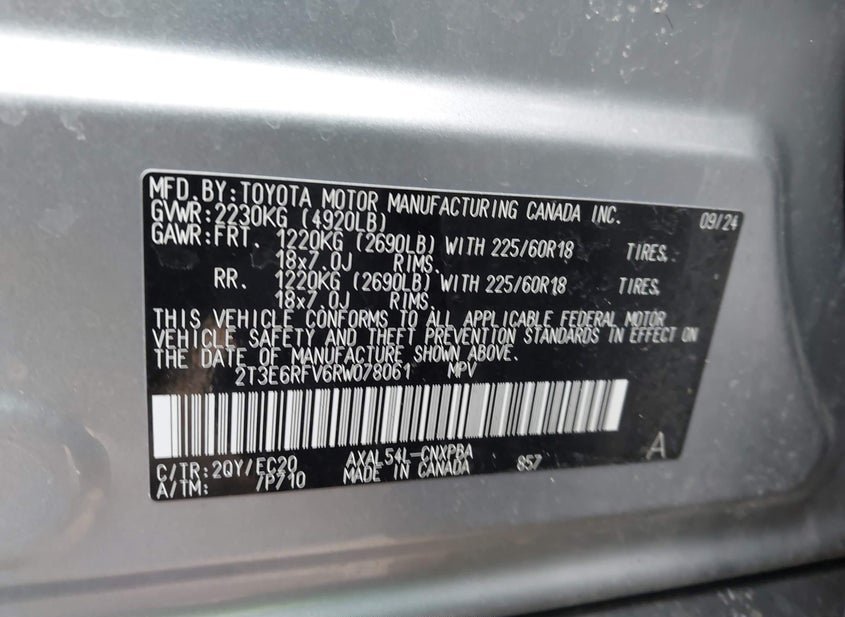 MFD.BY:TOYOTA MOTOR MANUFACTURING CANADA INC. 09/24
GVWR:2230KG (4920LB)
GAWR:FRT. 1220KG (2690LB) WITH 225/60R18 TIRES,
18x7.0J RIMS.
RR. 1220KG (2690LB) WITH 225/60R18 TIRES,
18x7.0J RIMS.
THIS VEHICLE CONFORMS TO ALL APPLICABLE FEDERAL MOTOR
VEHICLE SAFETY AND THEFT PREVENTION STANDARDS IN EFFECT ON
THE DATE OF MANUFACTURE SHOWN ABOVE.
2T3E6RFV6RW078061 MPV
C/TR:2QY/EC20 AXAL54L-CNXPBA 857 A
A/TM: /P710 MADE IN CANADA